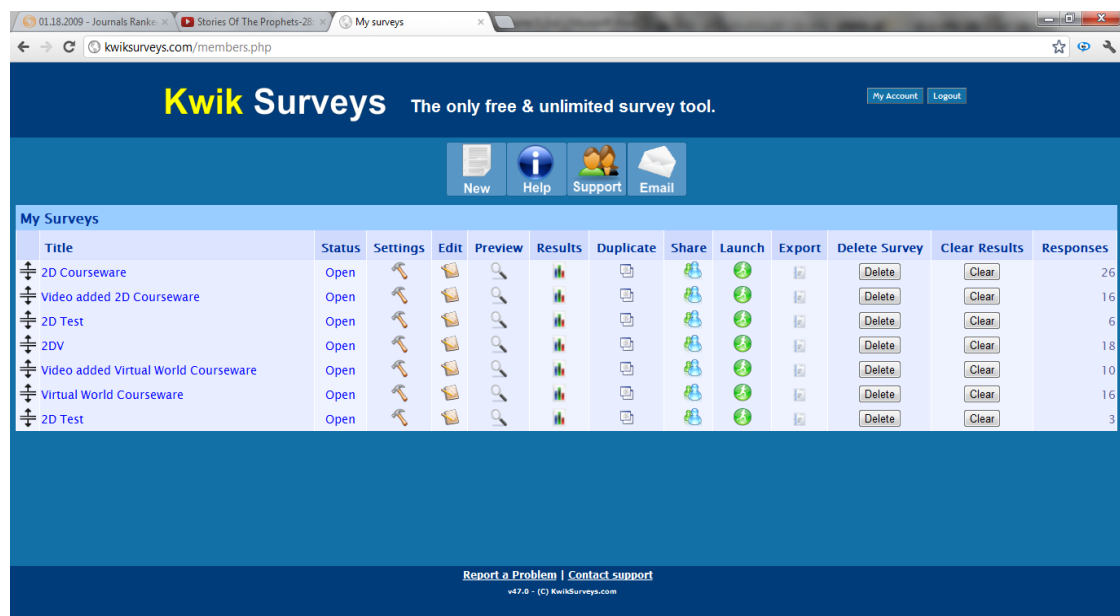 01.18.2009 - Journals Ranke
Stories Of The Prophets-28
My surveys
kwiksurveys.com/members.php
Kwik Surveys The only free & unlimited survey tool.
My Account Logout
New Help Support Email
My Surveys
Title Status Settings Edit Preview Results Duplicate Share Launch Export Delete Survey Clear Results Responses
2D Courseware Open Delete Clear 26
Video added 2D Courseware Open Delete Clear 16
2D Test Open Delete Clear 6
2DV Open Delete Clear 18
Video added Virtual World Courseware Open Delete Clear 10
Virtual World Courseware Open Delete Clear 16
2D Test Open Delete Clear 3
Report a Problem | Contact support
v47.0 - (C) KwikSurveys.com